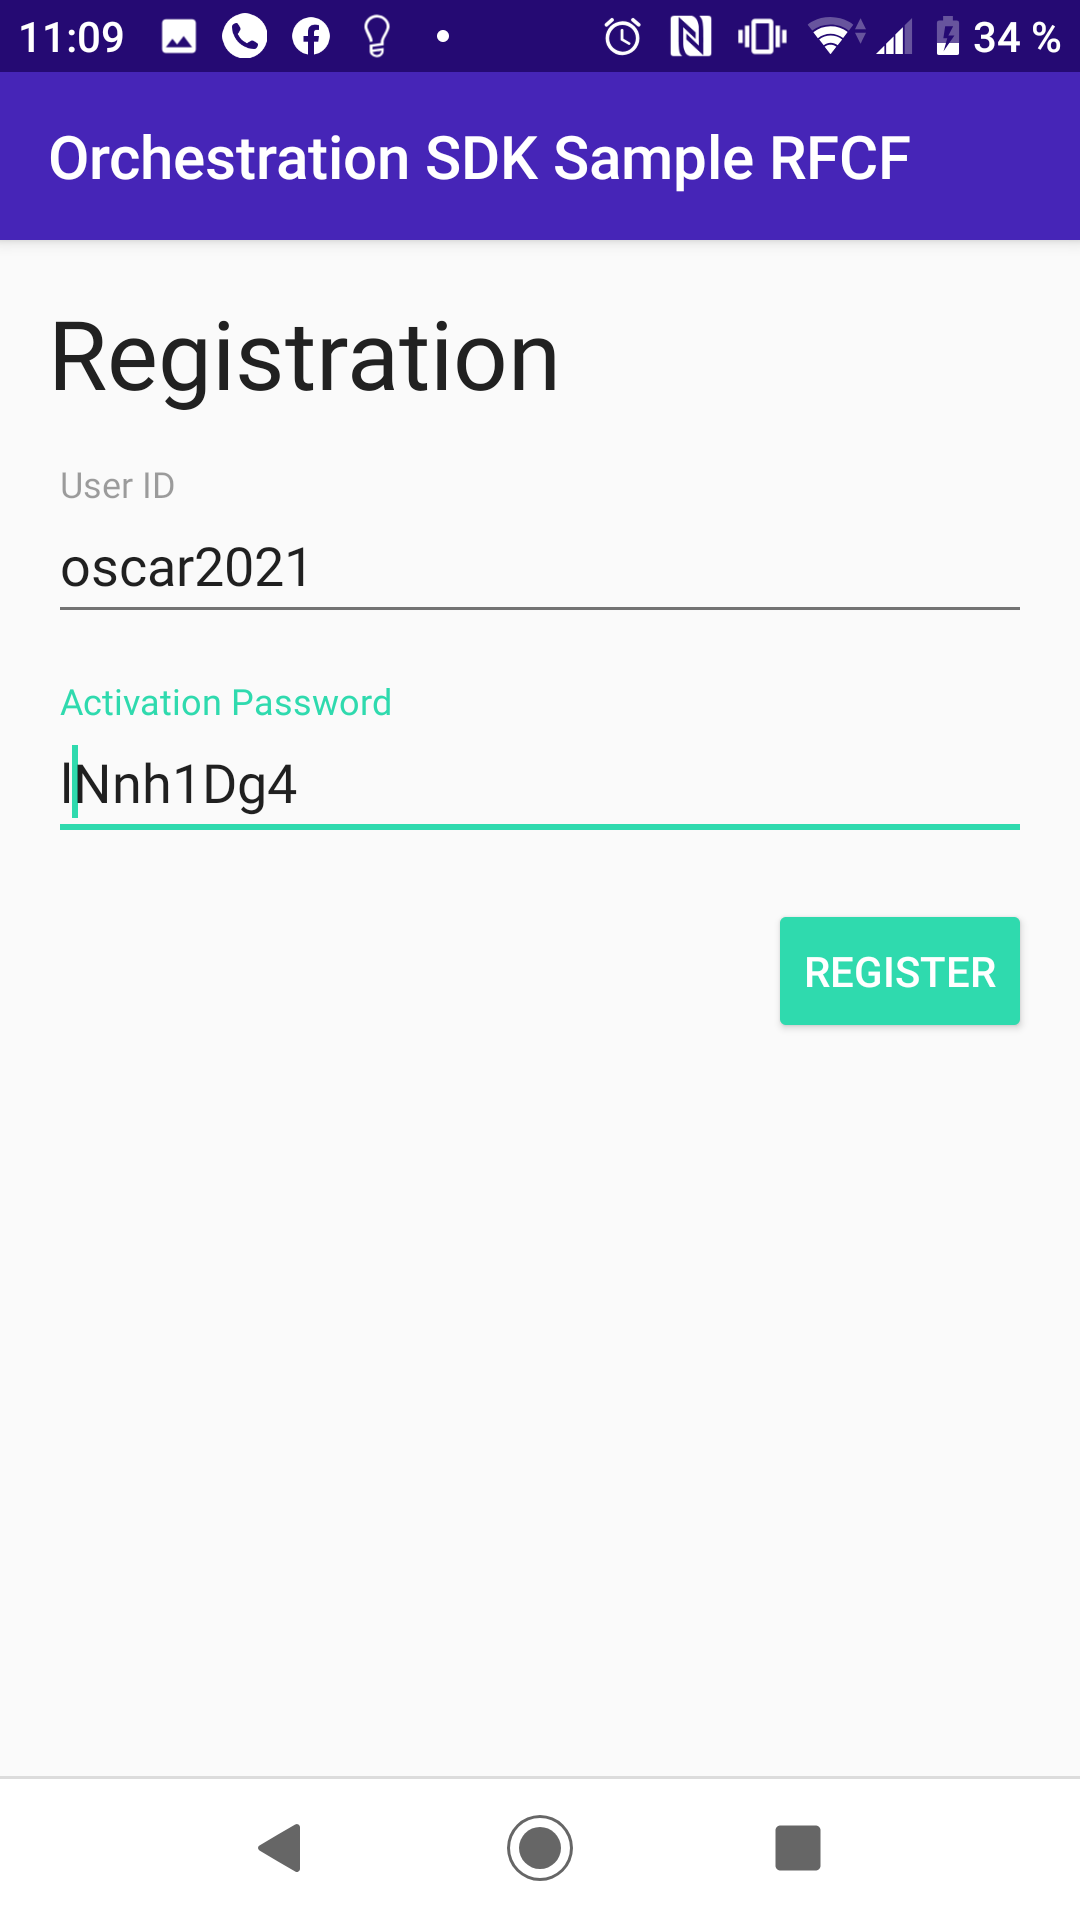 11:09 34 %
Orchestration SDK Sample RFCF
Registration
User ID
oscar2021
Activation Password
lNnh1Dg4
REGISTER